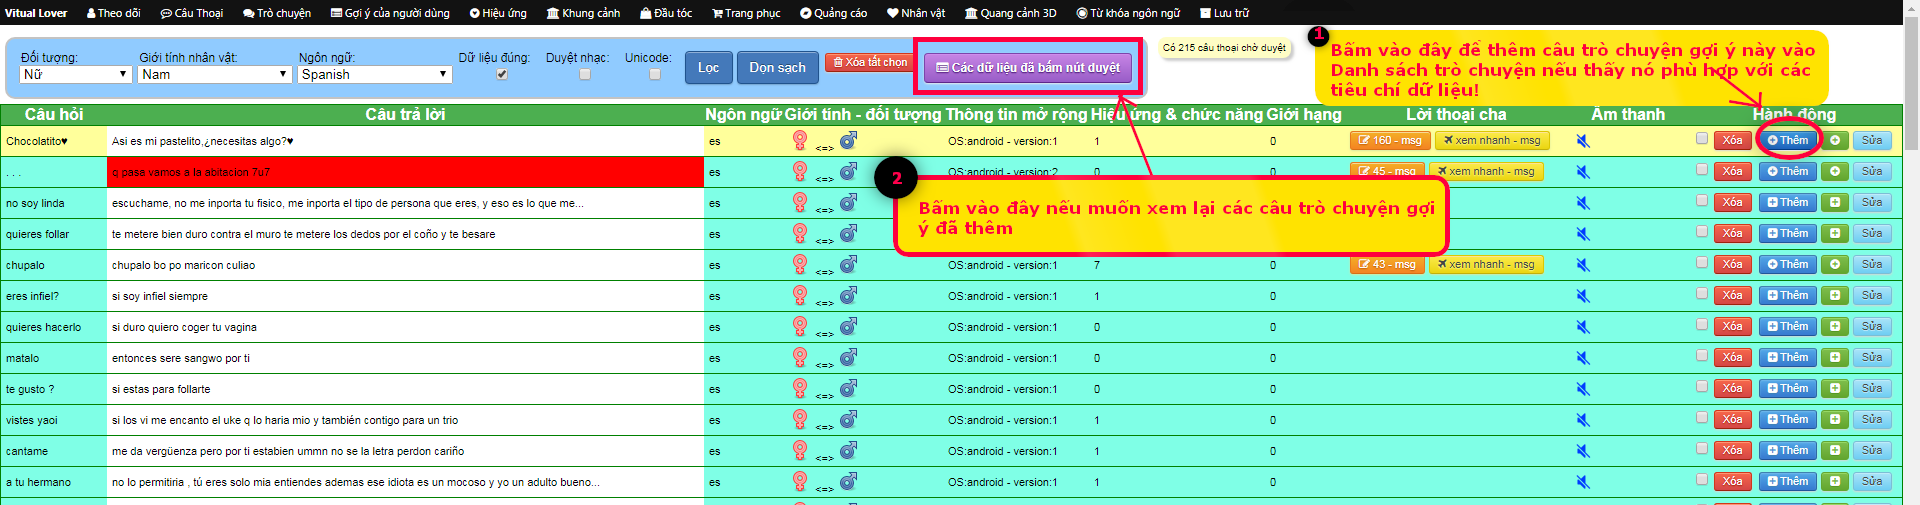 Vitual Lover Theo dõi Câu Thoại Trò chuyện Gợi ý của người dùng Hiệu ứng Khung cảnh Đầu tóc Trang phục Quảng cáo Nhân vật Quang cảnh 3D Từ khóa ngôn ngữ Lưu trữ
Đối tượng: Giới tính nhân vật: Ngôn ngữ: Dữ liệu đúng: Duyệt nhạc: Unicode:
Nữ Nam Spanish Lọc Dọn sạch Xóa tất chọn Các dữ liệu đã bấm nút duyệt Có 215 câu thoại chờ duyệt
1
Bấm vào đây để thêm câu trò chuyện gợi ý này vào
Danh sách trò chuyện nếu thấy nó phù hợp với các
tiêu chí dữ liệu!
Câu hỏi Câu trả lời Ngôn ngữ Giới tính - đối tượng Thông tin mở rộng Hiệu ứng & chức năng Giới hạng Lời thoại cha Âm thanh Hành động
Chocolatito♥ Asi es mi pastelito,¿necesitas algo?♥ es <=> OS:android - version:1 1 0 160 - msg xem nhanh - msg Xóa Thêm Sửa
. . . q pasa vamos a la abitacion 7u7 es <=> OS:android - version:2 0 45 - msg xem nhanh - msg Xóa Thêm Sửa
2
Bấm vào đây nếu muốn xem lại các câu trò chuyện gợi
ý đã thêm
no soy linda escuchame, no me inporta tu fisico, me inporta el tipo de persona que eres, y eso es lo que me... es <=> Xóa Thêm Sửa
quieres follar te metere bien duro contra el muro te metere los dedos por el coño y te besare es <=> Xóa Thêm Sửa
chupalo chupalo bo po maricon culiao es <=> OS:android - version:1 7 0 43 - msg xem nhanh - msg Xóa Thêm Sửa
eres infiel? si soy infiel siempre es <=> OS:android - version:1 1 0 Xóa Thêm Sửa
quieres hacerlo si duro quiero coger tu vagina es <=> OS:android - version:1 0 0 Xóa Thêm Sửa
matalo entonces sere sangwo por ti es <=> OS:android - version:1 0 0 Xóa Thêm Sửa
te gusto ? si estas para follarte es <=> OS:android - version:1 0 0 Xóa Thêm Sửa
vistes yaoi si los vi me encanto el uke q lo haria mio y también contigo para un trio es <=> OS:android - version:1 1 0 Xóa Thêm Sửa
cantame me da vergüenza pero por ti estabien ummn no se la letra perdon cariño es <=> OS:android - version:1 1 0 Xóa Thêm Sửa
a tu hermano no lo permitiria , tú eres solo mia entiendes ademas ese idiota es un mocoso y yo un adulto bueno... es <=> OS:android - version:1 1 0 Xóa Thêm Sửa